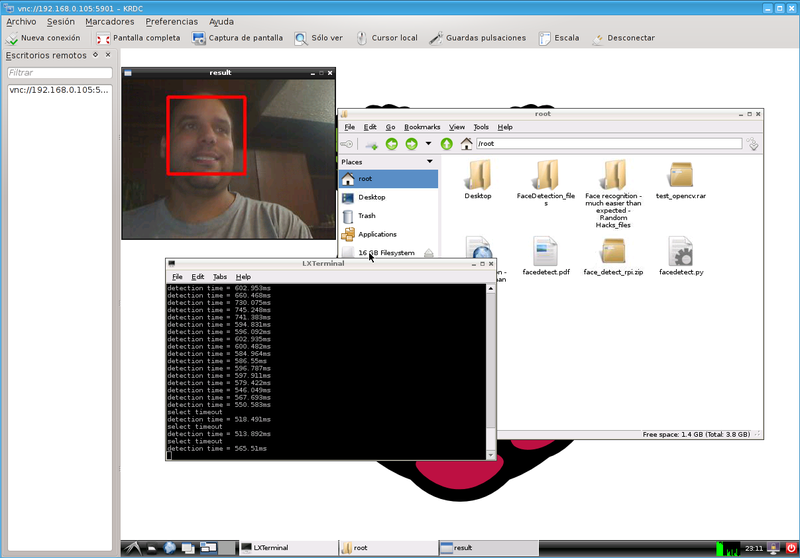 vnc://192.168.0.105:5901 – KRDC
Archivo Sesión Marcadores Preferencias Ayuda
Nueva conexión Pantalla completa Captura de pantalla Sólo ver Cursor local Guardas pulsaciones Escala Desconectar
Escritorios remotos
Filtrar
vnc://192.168.0.105:5...
result
root
File Edit Go Bookmarks View Tools Help
/root
Places
root
Desktop
Trash
Applications
16 GB Filesystem
Desktop
FaceDetection_file
s
Face recognition -
much easier than
expected -
Random
Hacks_files
test_opencv.rar
facedetect.pdf
face_detect_rpi.zip
facedetect.py
Free space: 1.4 GB (Total: 3.8 GB)
LXTerminal
File Edit Tabs Help
detection time = 602.953ms
detection time = 660.468ms
detection time = 730.075ms
detection time = 745.248ms
detection time = 741.383ms
detection time = 594.831ms
detection time = 596.092ms
detection time = 602.935ms
detection time = 600.482ms
detection time = 584.964ms
detection time = 586.55ms
detection time = 596.787ms
detection time = 597.911ms
detection time = 579.422ms
detection time = 546.049ms
detection time = 567.693ms
detection time = 550.583ms
select timeout
detection time = 518.491ms
select timeout
detection time = 513.892ms
select timeout
detection time = 565.51ms
LXTerminal
root
result
23:11